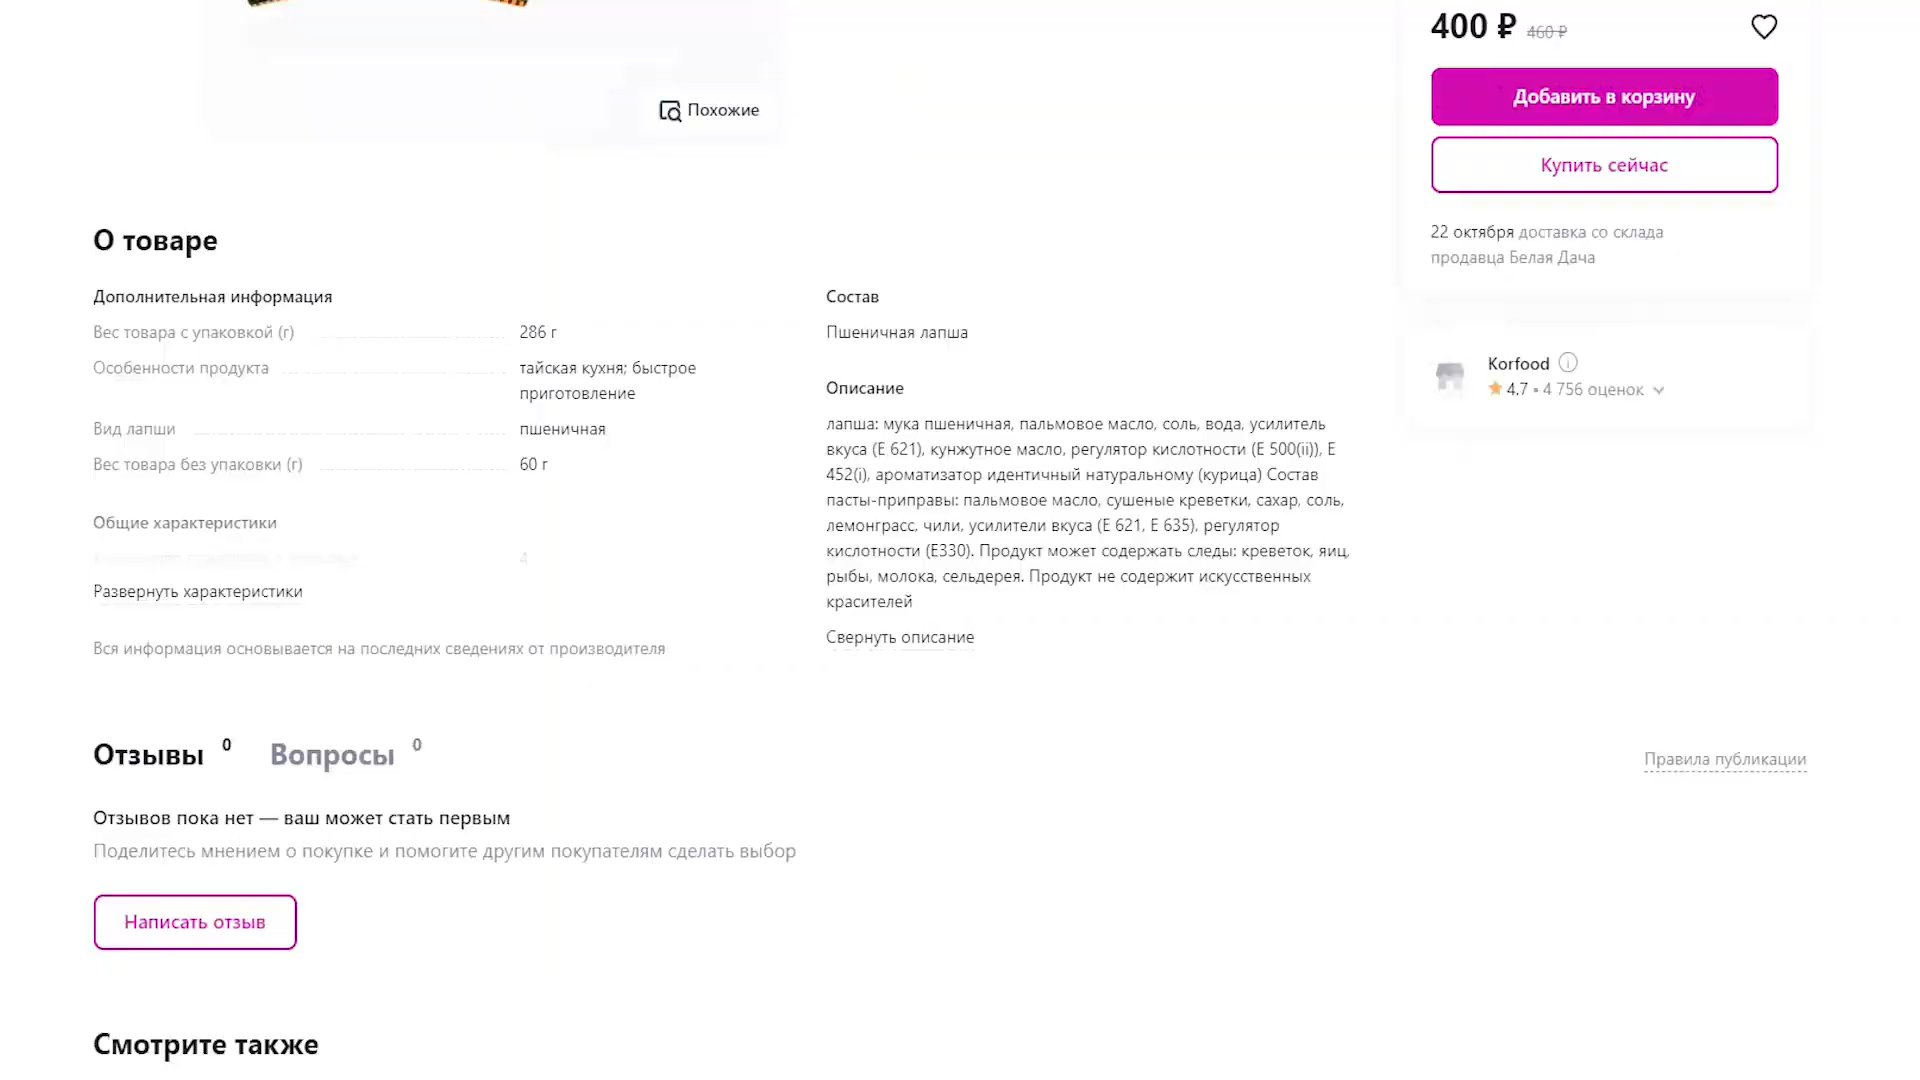 400 ₽ 460 ₽
Похожие
Добавить в корзину
Купить сейчас
22 октября доставка со склада
продавца Белая Дача
Korfood
4.7 • 4 756 оценок
О товаре
Дополнительная информация
Вес товара с упаковкой (г) 286 г
Особенности продукта тайская кухня; быстрое
приготовление
Вид лапши пшеничная
Вес товара без упаковки (г) 60 г
Общие характеристики
4
Развернуть характеристики
Вся информация основывается на последних сведениях от производителя
Состав
Пшеничная лапша
Описание
лапша: мука пшеничная, пальмовое масло, соль, вода, усилитель
вкуса (Е 621), кунжутное масло, регулятор кислотности (Е 500(ii)), Е
452(i), ароматизатор идентичный натуральному (курица) Состав
пасты-приправы: пальмовое масло, сушеные креветки, сахар, соль,
лемонграсс, чили, усилители вкуса (Е 621, Е 635), регулятор
кислотности (Е330). Продукт может содержать следы: креветок, яиц,
рыбы, молока, сельдерея. Продукт не содержит искусственных
красителей
Свернуть описание
Отзывы 0 Вопросы 0
Правила публикации
Отзывов пока нет — ваш может стать первым
Поделитесь мнением о покупке и помогите другим покупателям сделать выбор
Написать отзыв
Смотрите также